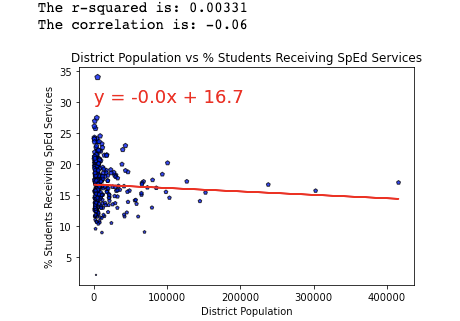 The r-squared is: 0.00331
The correlation is: -0.06
District Population vs % Students Receiving SpEd Services
y = -0.0x + 16.7
% Students Receiving SpEd Services
35
30
25
20
15
10
5
0 100000 200000 300000 400000
District Population